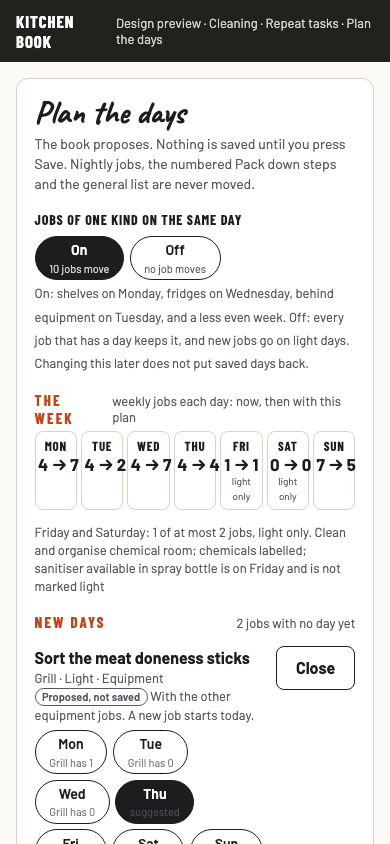 KITCHEN
BOOK
Design preview · Cleaning · Repeat tasks · Plan
the days
Plan the days
The book proposes. Nothing is saved until you press
Save. Nightly jobs, the numbered Pack down steps
and the general list are never moved.
JOBS OF ONE KIND ON THE SAME DAY
On
10 jobs move
Off
no job moves
On: shelves on Monday, fridges on Wednesday, behind
equipment on Tuesday, and a less even week. Off: every
job that has a day keeps it, and new jobs go on light days.
Changing this later does not put saved days back.
THE
WEEK
weekly jobs each day: now, then with this
plan
MON TUE WED THU FRI SAT SUN
4 → 7 4 → 2 4 → 7 4 → 4 1 → 1 0 → 0 7 → 5
light only light only
Friday and Saturday: 1 of at most 2 jobs, light only. Clean
and organise chemical room; chemicals labelled;
sanitiser available in spray bottle is on Friday and is not
marked light
NEW DAYS
2 jobs with no day yet
Sort the meat doneness sticks
Grill · Light · Equipment
Proposed, not saved With the other
equipment jobs. A new job starts today.
Close
Mon
Grill has 1
Tue
Grill has 0
Wed
Grill has 0
Thu
suggested
Fri Sat Sun